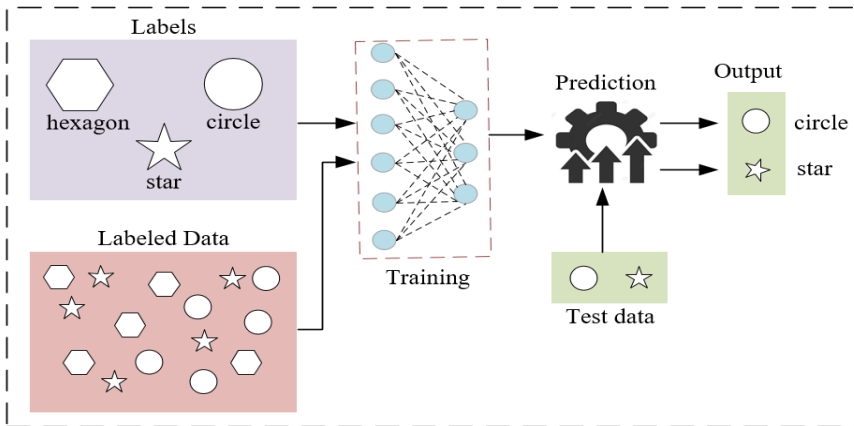 Labels
hexagon
circle
star
Labeled Data
Training
Prediction
Test data
Output
circle
star